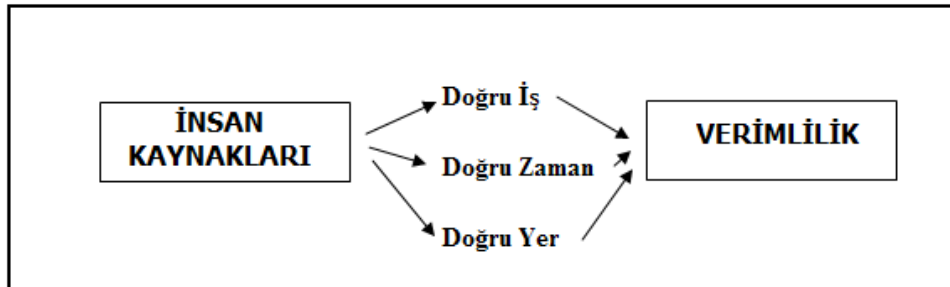 İNSAN
KAYNAKLARI
Doğru İş
Doğru Zaman
Doğru Yer
VERİMLİLİK